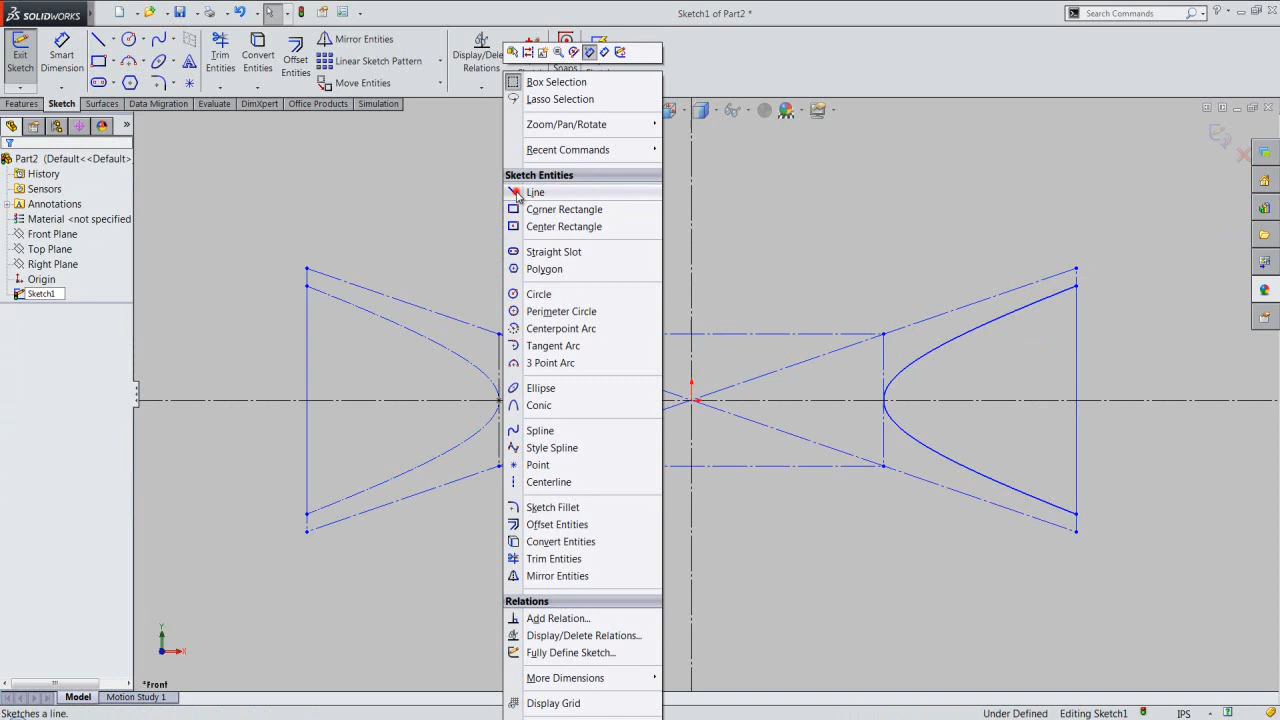 SOLIDWORKS
Sketch1 of Part2 *
Search Commands
Exit Sketch
Smart Dimension
Trim Entities
Convert Entities
Offset Entities
Mirror Entities
Linear Sketch Pattern
Move Entities
Display/D
Relations
Snaps
Features
Sketch
Surfaces
Data Migration
Evaluate
DimXpert
Office Products
Simulation
Part2 (Default<<Default>
History
Sensors
Annotations
Material <not specified
Front Plane
Top Plane
Right Plane
Origin
Sketch1
Box Selection
Lasso Selection
Zoom/Pan/Rotate
Recent Commands
Sketch Entities
Line
Corner Rectangle
Center Rectangle
Straight Slot
Polygon
Circle
Perimeter Circle
Centerpoint Arc
Tangent Arc
3 Point Arc
Ellipse
Conic
Spline
Style Spline
Point
Centerline
Sketch Fillet
Offset Entities
Convert Entities
Trim Entities
Mirror Entities
Relations
Add Relation...
Display/Delete Relations...
Fully Define Sketch...
More Dimensions
Display Grid
Y
X
*Front
Model
Motion Study 1
Sketches a line.
Under Defined
Editing Sketch1
IPS